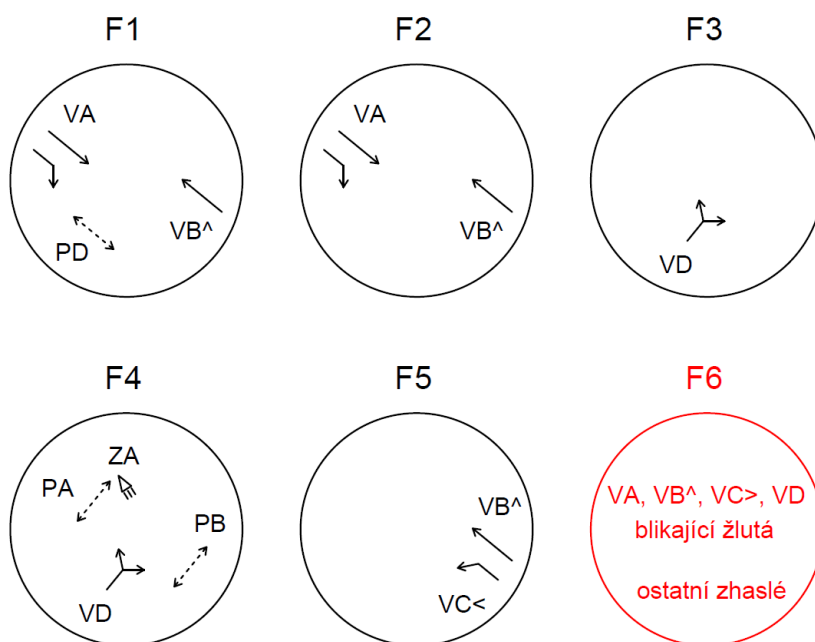 F1
F2
F3
VA
VB^
PD
VA
VB^
VD
F4
F5
F6
ZA
PA
PB
VD
VB^
VC<
VA, VB^, VC>, VD
blikající žlutá
ostatní zhaslé